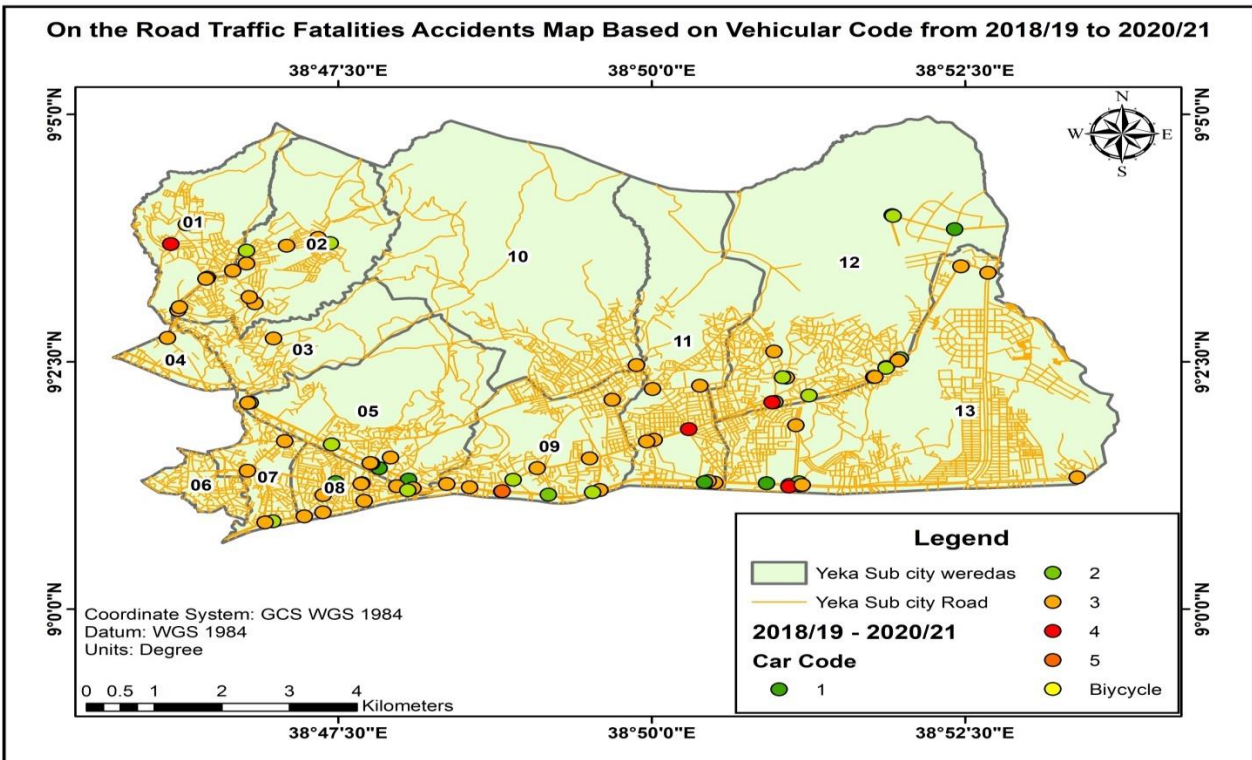 On the Road Traffic Fatalities Accidents Map Based on Vehicular Code from 2018/19 to 2020/21
38°47'30"E 38°50'0"E 38°52'30"E
9°5'0"N 9°5'0"N
N
W E
S
01
02
10
12
11
03
04
9°2'30"N 9°2'30"N
05
13
09
06
07
08
Legend
Yeka Sub city weredas
Yeka Sub city Road
2018/19 - 2020/21
Car Code
1
2
3
4
5
Biycycle
9°0'0"N 9°0'0"N
Coordinate System: GCS WGS 1984
Datum: WGS 1984
Units: Degree
0 0.5 1 2 3 4
Kilometers
38°47'30"E 38°50'0"E 38°52'30"E